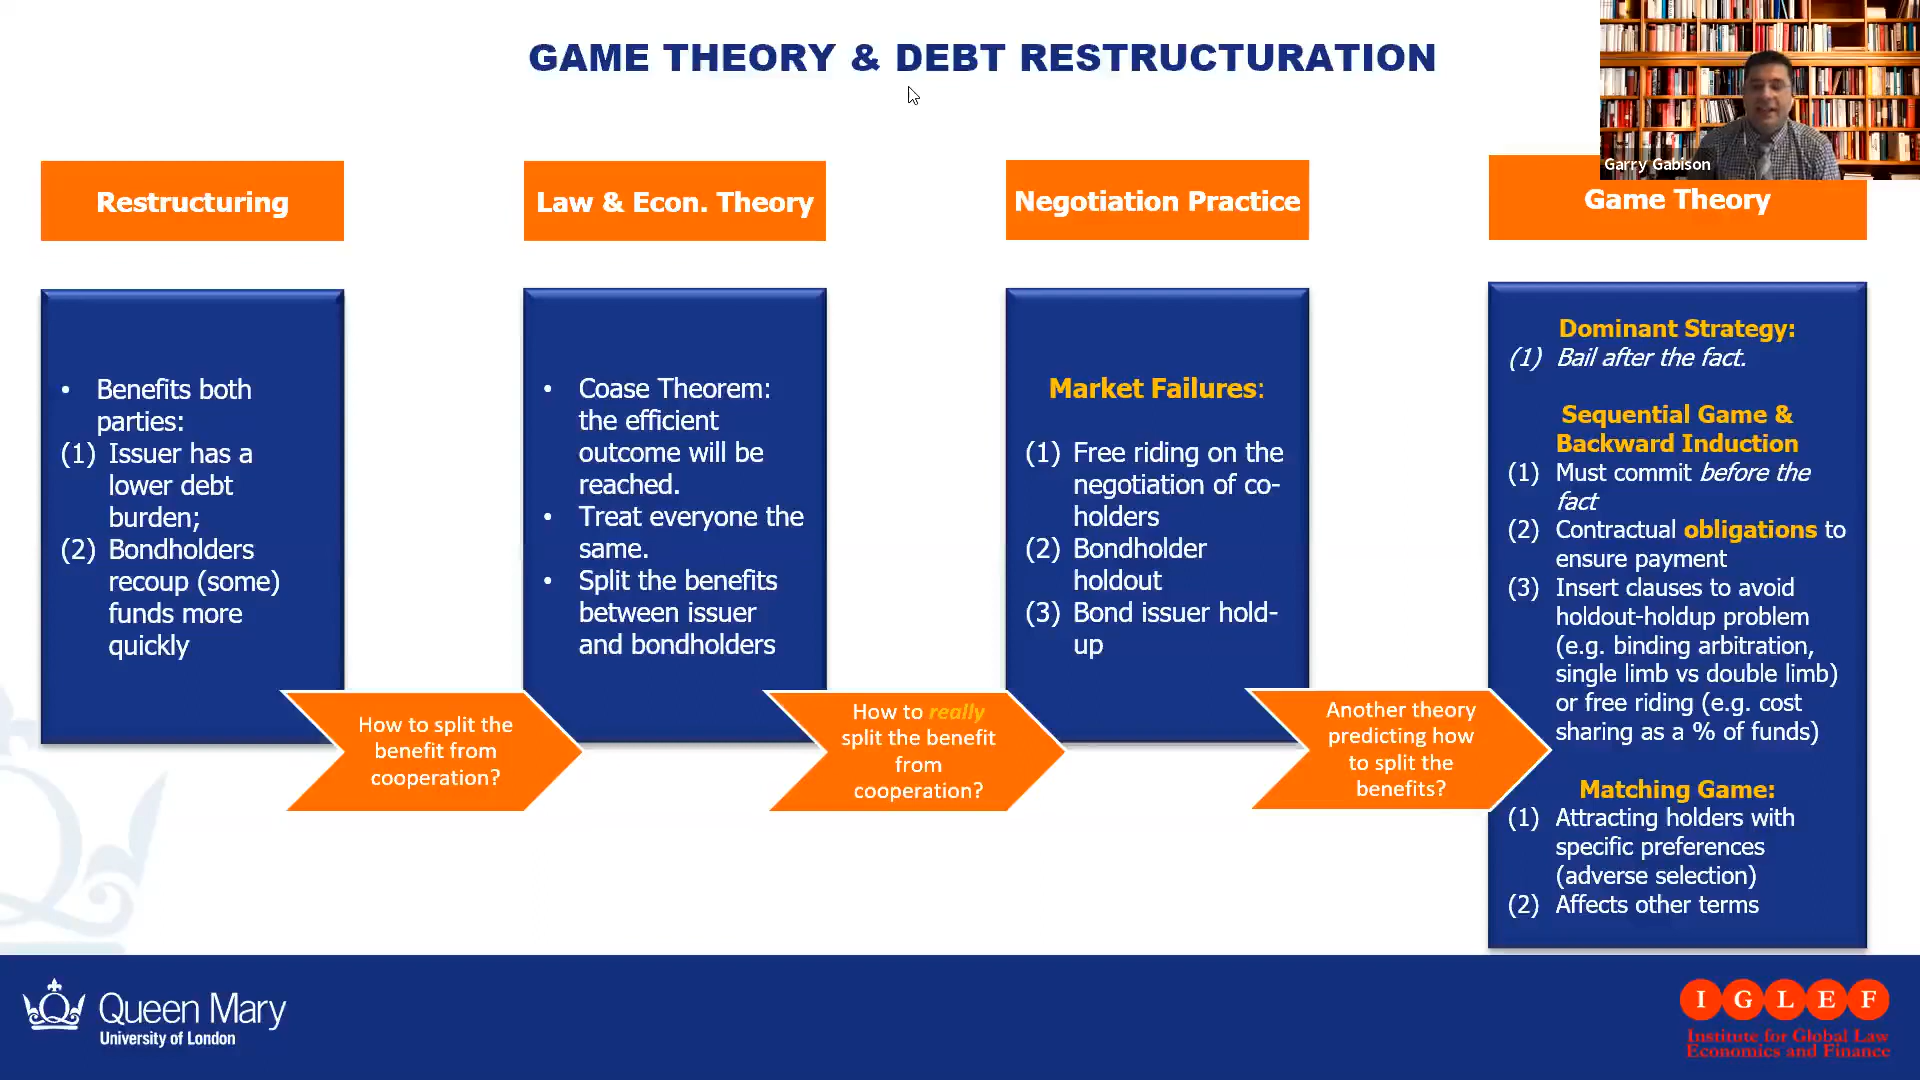 GAME THEORY & DEBT RESTRUCTURATION
Garry Gabison
Restructuring
• Benefits both
parties:
(1) Issuer has a
lower debt
burden;
(2) Bondholders
recoup (some)
funds more
quickly
How to split the
benefit from
cooperation?
Law & Econ. Theory
• Coase Theorem:
the efficient
outcome will be
reached.
• Treat everyone the
same.
• Split the benefits
between issuer
and bondholders
How to really
split the benefit
from
cooperation?
Negotiation Practice
Market Failures:
(1) Free riding on the
negotiation of co-
holders
(2) Bondholder
holdout
(3) Bond issuer hold-
up
Another theory
predicting how
to split the
benefits?
Game Theory
Dominant Strategy:
(1) Bail after the fact.
Sequential Game &
Backward Induction
(1) Must commit before the
fact
(2) Contractual obligations to
ensure payment
(3) Insert clauses to avoid
holdout-holdup problem
(e.g. binding arbitration,
single limb vs double limb)
or free riding (e.g. cost
sharing as a % of funds)
Matching Game:
(1) Attracting holders with
specific preferences
(adverse selection)
(2) Affects other terms
Queen Mary
University of London
I G L E F
Institute for Global Law
Economics and Finance